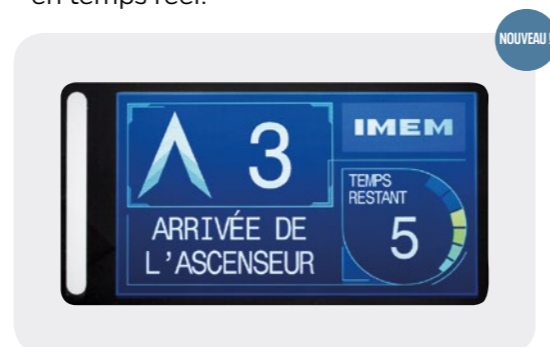 en temps réel.
NOUVEAU !
3
IMEM
ARRIVÉE DE
L'ASCENSEUR
TEMPS
RESTANT
5